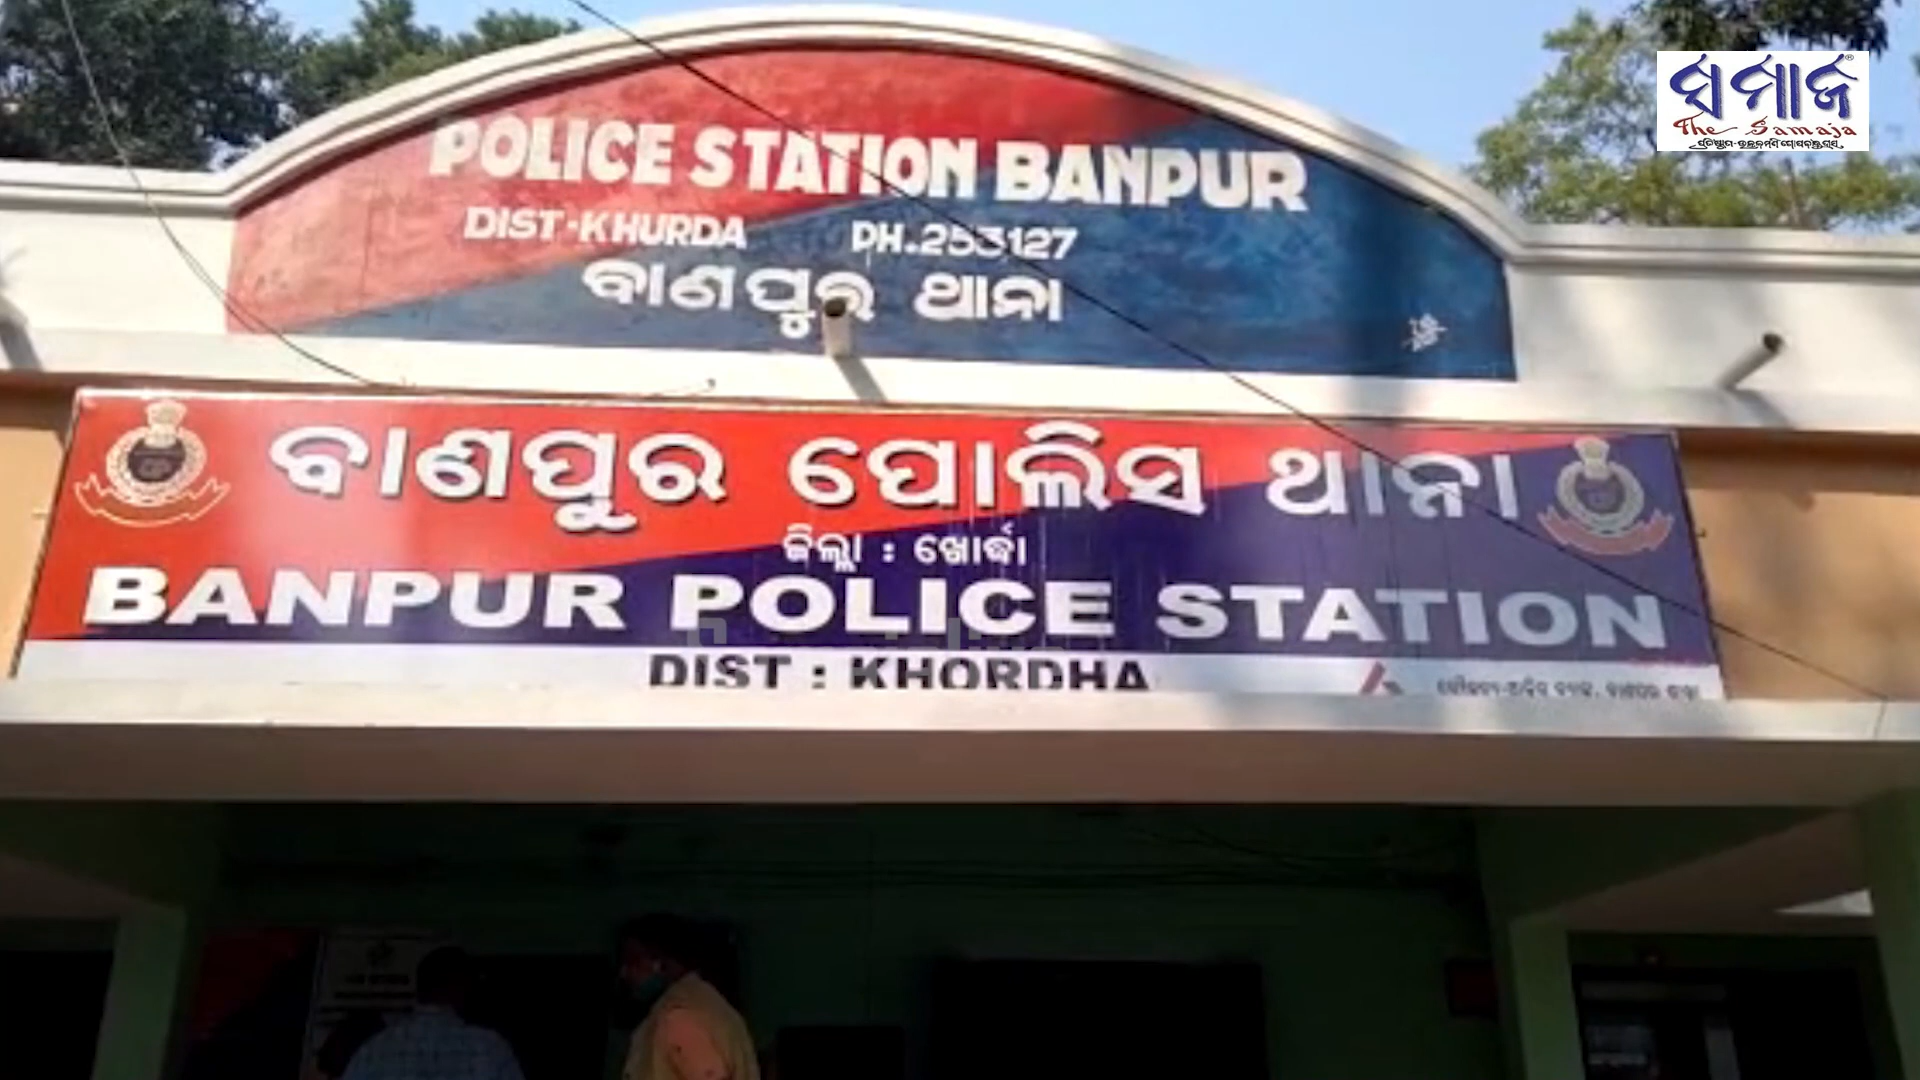 ସମାଜ
The Samaja
POLICE STATION BANPUR
DIST-KHURDA PH.253127
ବାଣପୁର ଥାନା
ବାଣପୁର ପୋଲିସ ଥାନା
ଜିଲ୍ଲା : ଖୋର୍ଦ୍ଧା
BANPUR POLICE STATION
DIST : KHORDHA